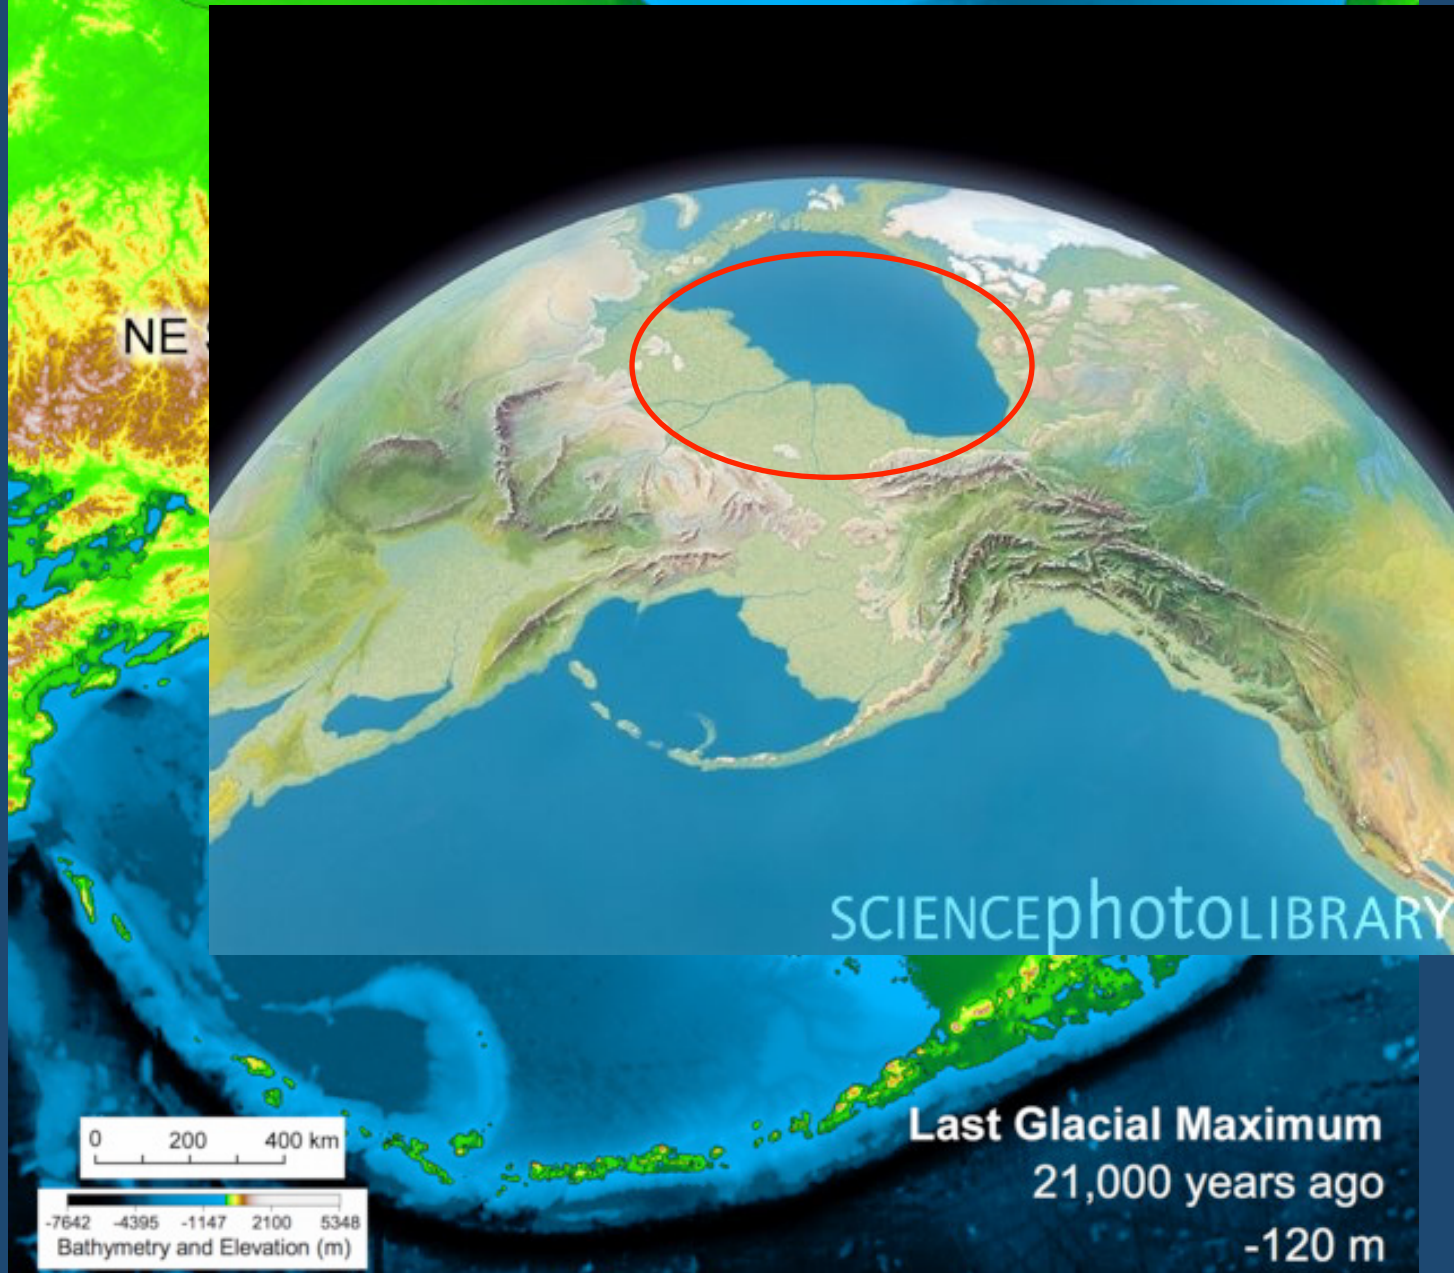 NE
SCIENCEphotoLIBRARY
Last Glacial Maximum
21,000 years ago
-120 m
0 200 400 km
-7642 -4395 -1147 2100 5348
Bathymetry and Elevation (m)